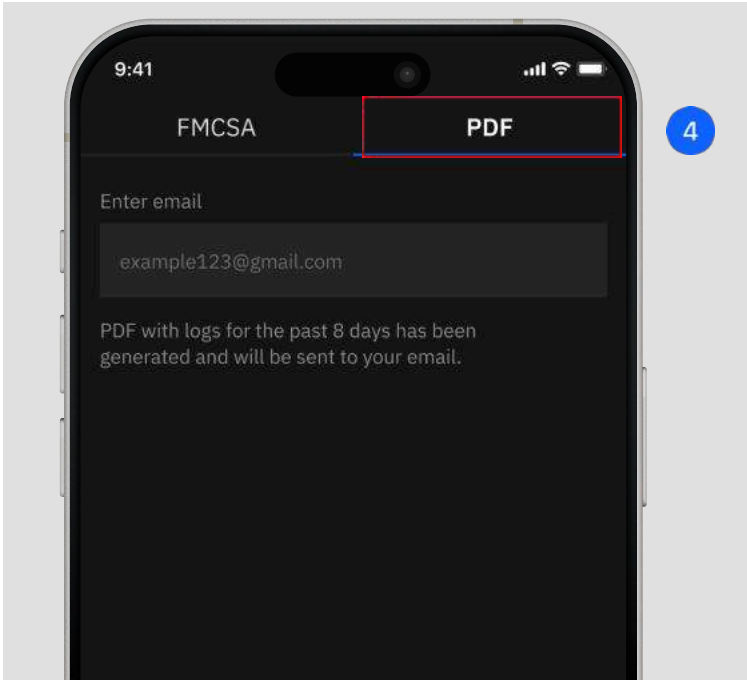 9:41
FMCSA
PDF
4
Enter email
example123@gmail.com
PDF with logs for the past 8 days has been
generated and will be sent to your email.